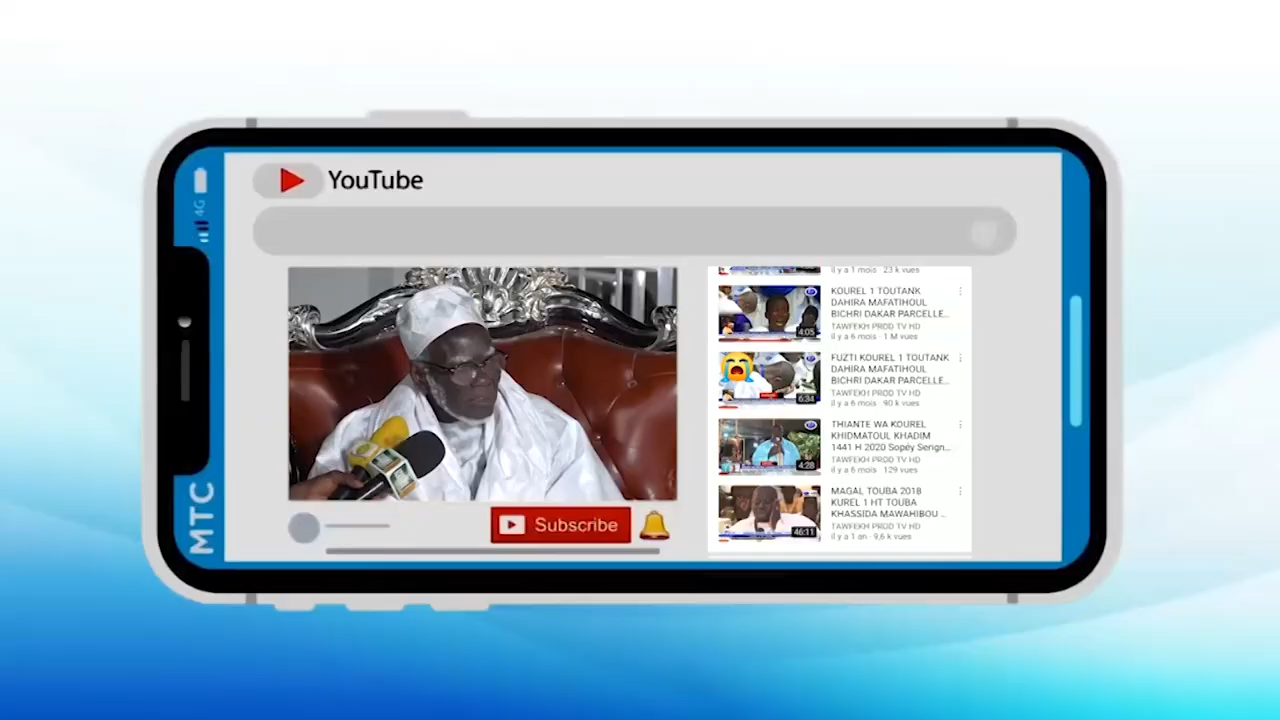 YouTube
4G
MTC
Subscribe
il y a 1 mois · 23 k vues
KOUREL 1 TOUTANK
DAHIRA MAFATIHOUL
BICHRI DAKAR PARCELLE...
TAWFEKH PROD TV HD
il y a 6 mois · 1 M vues
4:05
FUZTI KOUREL 1 TOUTANK
DAHIRA MAFATIHOUL
BICHRI DAKAR PARCELLE...
TAWFEKH PROD TV HD
il y a 6 mois · 90 k vues
6:34
THIANTE WA KOUREL
KHIDMATOUL KHADIM
1441 H 2020 Sopéy Serign...
TAWFEKH PROD TV HD
il y a 6 mois · 129 vues
4:28
MAGAL TOUBA 2018
KUREL 1 HT TOUBA
KHASSIDA MAWAHIBOU ...
TAWFEKH PROD TV HD
il y a 1 an · 9,6 k vues
46:11